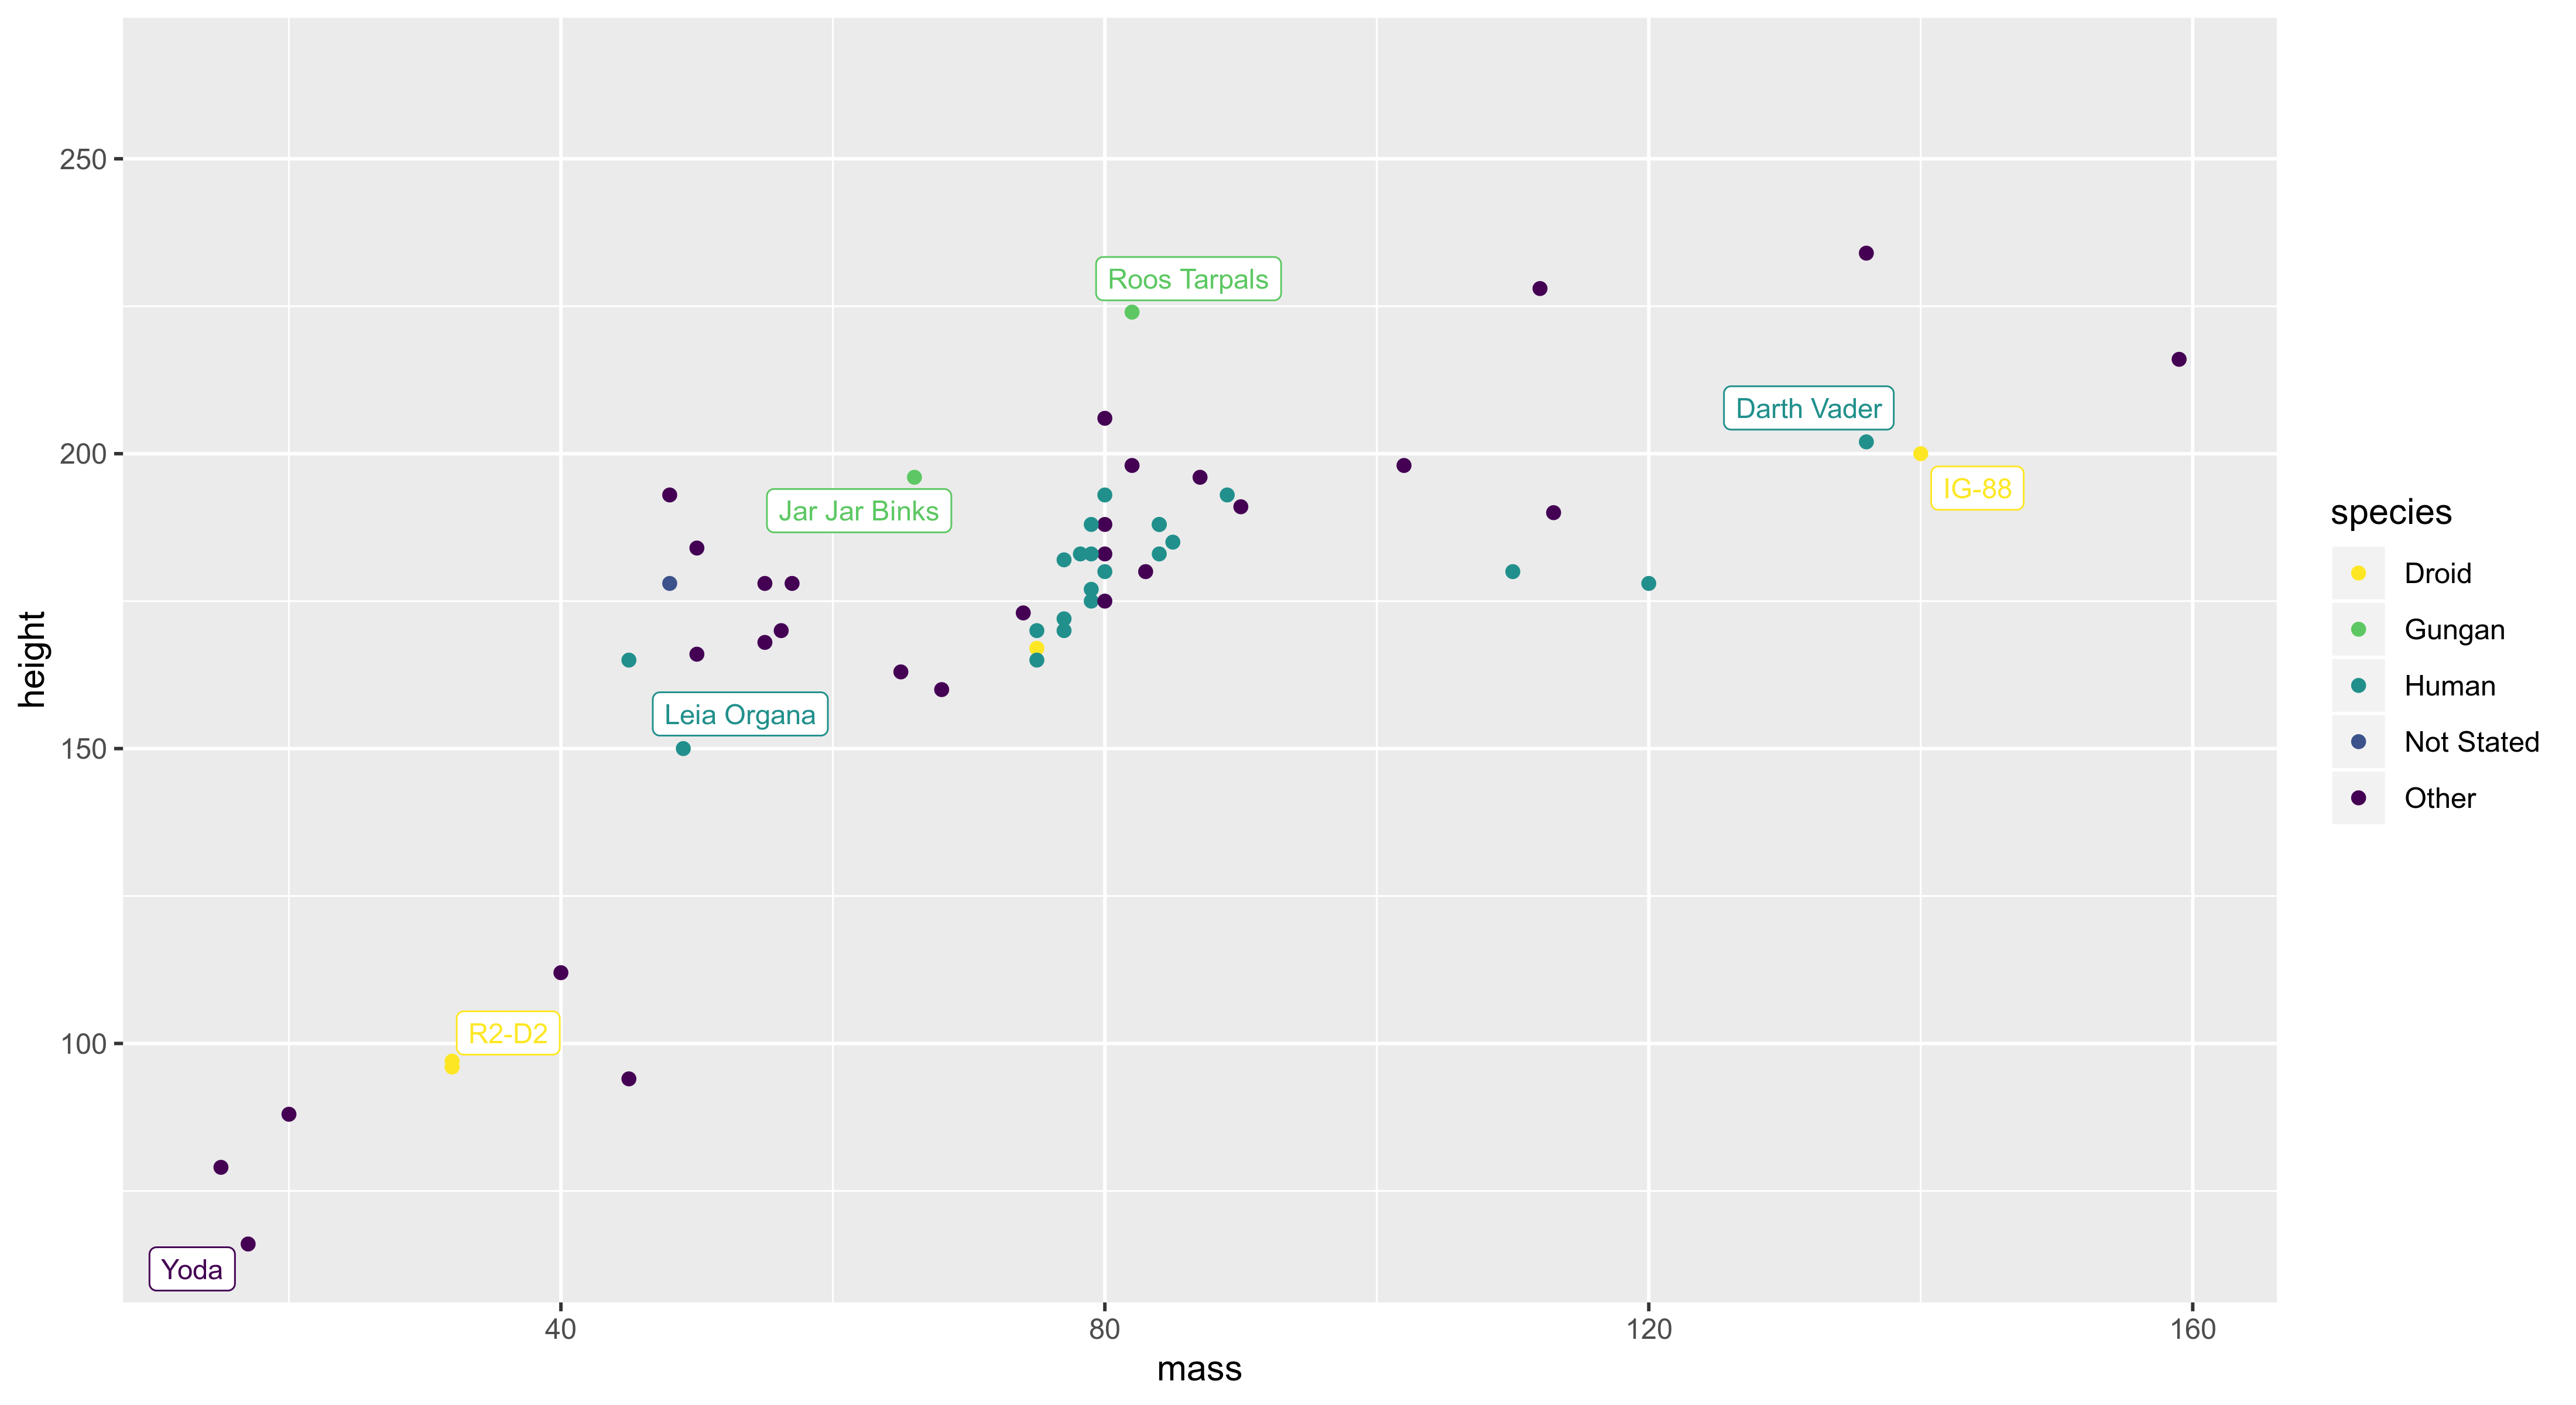 250
200
150
100
height
Roos Tarpals
Darth Vader
IG-88
Jar Jar Binks
Leia Organa
R2-D2
Yoda
40 80 120 160
mass
species
Droid
Gungan
Human
Not Stated
Other